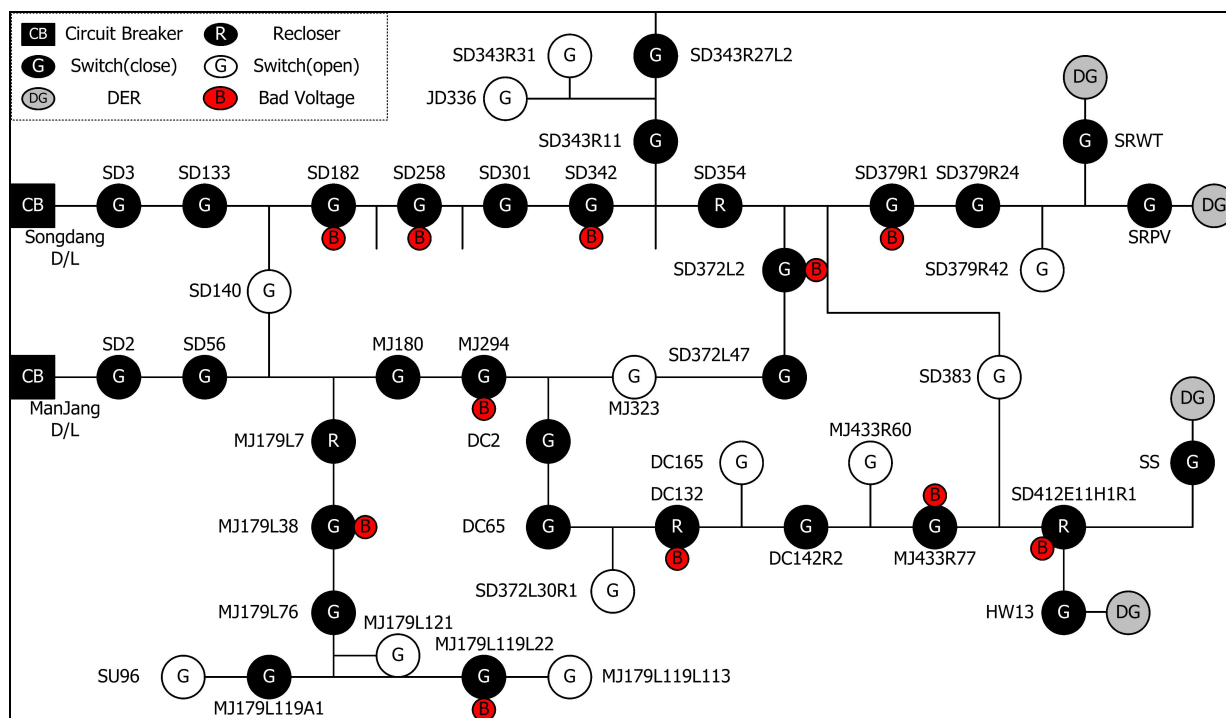 CB Circuit Breaker R Recloser
G Switch(close) G Switch(open)
DG DER B Bad Voltage
SD343R31 G
G SD343R27L2
DG
JD336 G
SD343R11 G
G SRWT
SD3 SD133 SD182 SD258 SD301 SD342 SD354 SD379R1 SD379R24
CB G G G G G G R G G G DG
Songdang
D/L
B B B B
SRPV
SD372L2 G B
SD379R42 G
SD140 G
SD2 SD56 MJ180 MJ294 SD372L47
CB G G G G G G SD383 G
ManJang
D/L
B
MJ323
DG
MJ179L7 R
DC2 G
DC165 G
MJ433R60
G
SS G
DC132
B
SD412E11H1R1
MJ179L38 G B
DC65 G R G G R
B
DC142R2
MJ433R77
B
SD372L30R1 G
MJ179L76 G
HW13 G DG
MJ179L121
G
MJ179L119L22
SU96 G G G G MJ179L119L113
MJ179L119A1
B